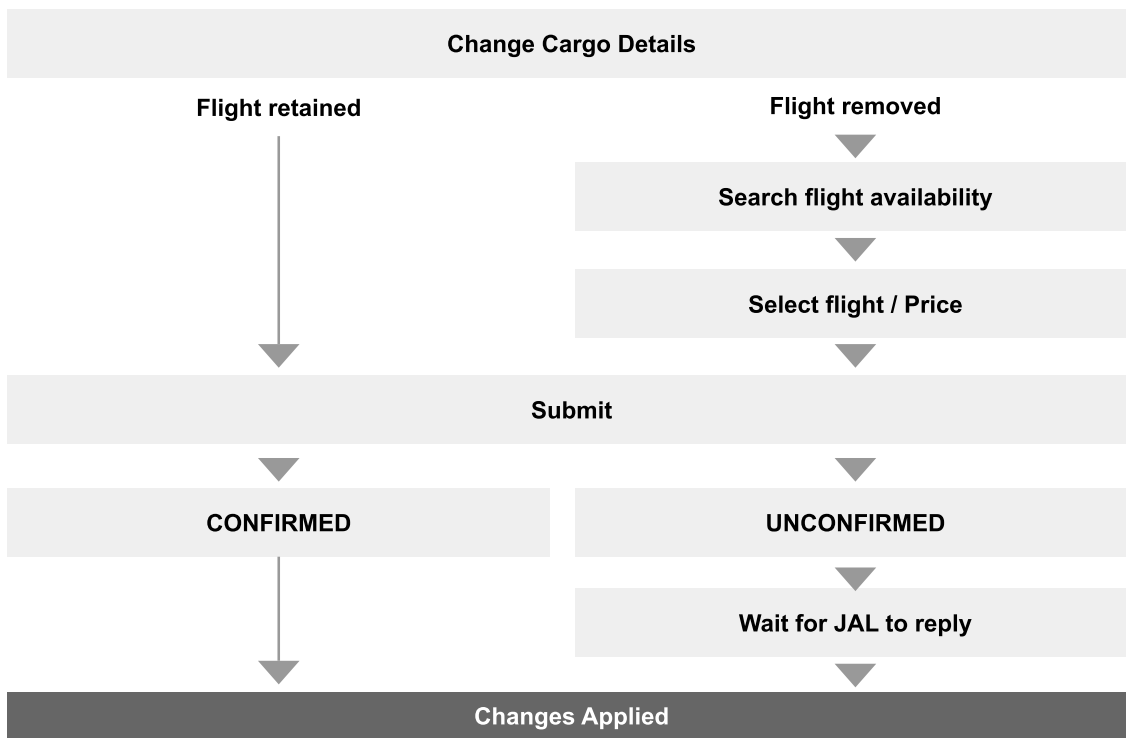 Change Cargo Details
Flight retained
Flight removed
Search flight availability
Select flight / Price
Submit
CONFIRMED
UNCONFIRMED
Wait for JAL to reply
Changes Applied